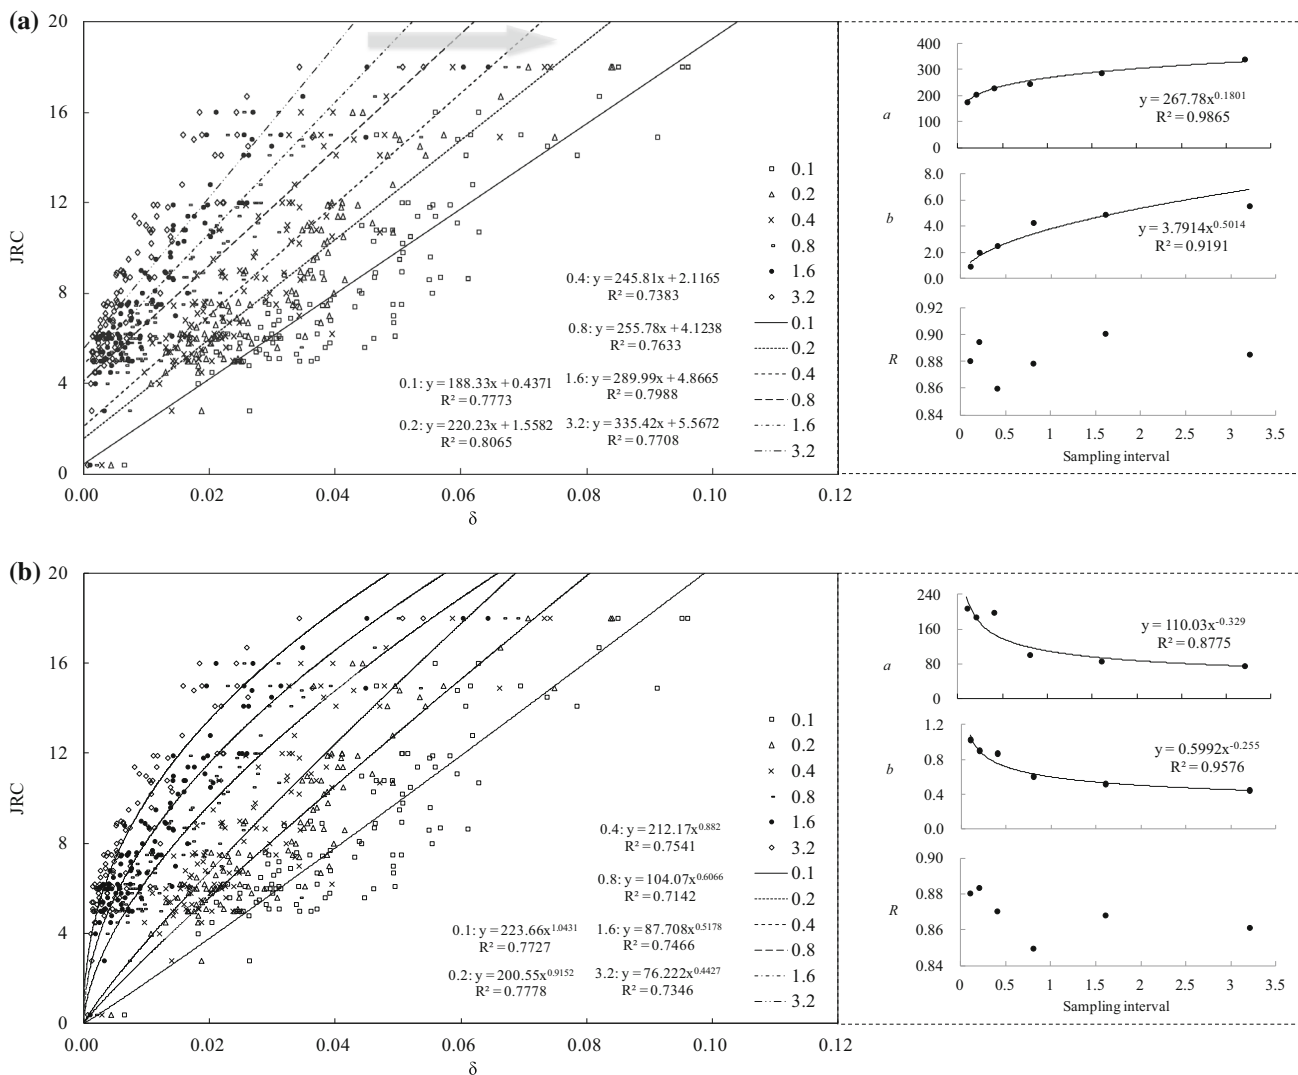 (a)
20
16
12
8
4
0
JRC
0.00
0.02
0.04
0.06
0.08
0.10
0.12
δ
0.1
0.2
0.4
0.8
1.6
3.2
0.1
0.2
0.4
0.8
1.6
3.2
0.4: y = 245.81x + 2.1165
R² = 0.7383
0.8: y = 255.78x + 4.1238
R² = 0.7633
0.1: y = 188.33x + 0.4371
R² = 0.7773
1.6: y = 289.99x + 4.8665
R² = 0.7988
0.2: y = 220.23x + 1.5582
R² = 0.8065
3.2: y = 335.42x + 5.5672
R² = 0.7708
400
300
200
100
0
a
y = 267.78x^0.1801
R² = 0.9865
8.0
6.0
4.0
2.0
0.0
b
y = 3.7914x^0.5014
R² = 0.9191
0.92
0.90
0.88
0.86
0.84
R
0
0.5
1
1.5
2
2.5
3
3.5
Sampling interval
(b)
20
16
12
8
4
0
JRC
0.00
0.02
0.04
0.06
0.08
0.10
0.12
δ
0.1
0.2
0.4
0.8
1.6
3.2
0.1
0.2
0.4
0.8
1.6
3.2
0.4: y = 212.17x^0.882
R² = 0.7541
0.8: y = 104.07x^0.6066
R² = 0.7142
0.1: y = 223.66x^1.0431
R² = 0.7727
1.6: y = 87.708x^0.5178
R² = 0.7466
0.2: y = 200.55x^0.9152
R² = 0.7778
3.2: y = 76.222x^0.4427
R² = 0.7346
240
160
80
0
a
y = 110.03x^-0.329
R² = 0.8775
1.2
0.8
0.4
0.0
b
y = 0.5992x^-0.255
R² = 0.9576
0.90
0.88
0.86
0.84
R
0
0.5
1
1.5
2
2.5
3
3.5
Sampling interval